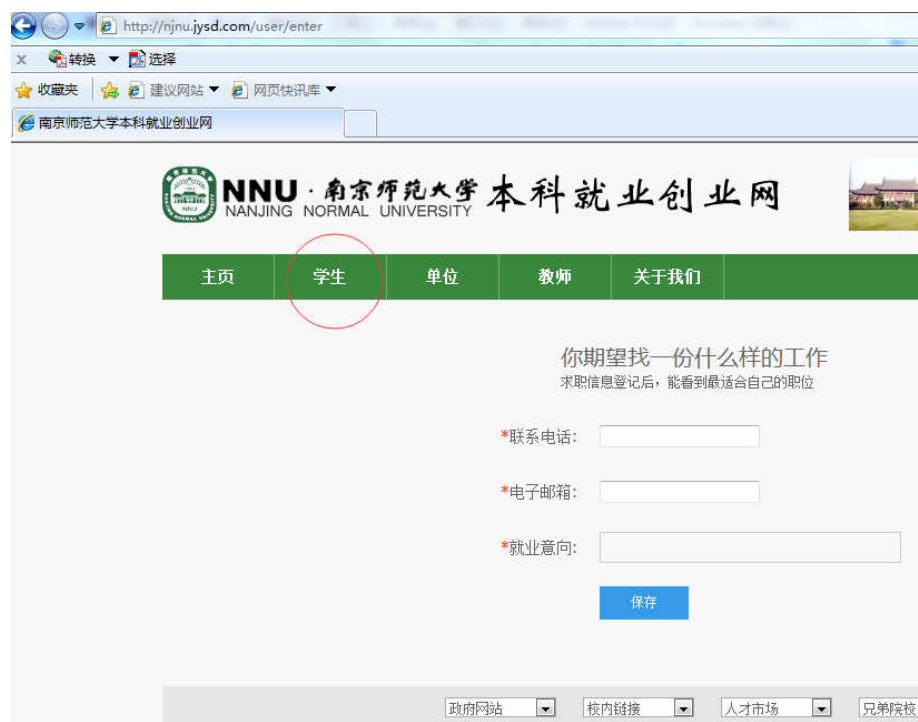 http://njnu.jysd.com/user/enter
x 转换 选择
收藏夹 建议网站 网页快讯库
南京师范大学本科就业创业网
NNU · 南京师范大学 本科就业创业网
NANJING NORMAL UNIVERSITY
主页 学生 单位 教师 关于我们
你期望找一份什么样的工作
求职信息登记后，能看到最适合自己的职位
*联系电话：
*电子邮箱：
*就业意向：
保存
政府网站 校内链接 人才市场 兄弟院校